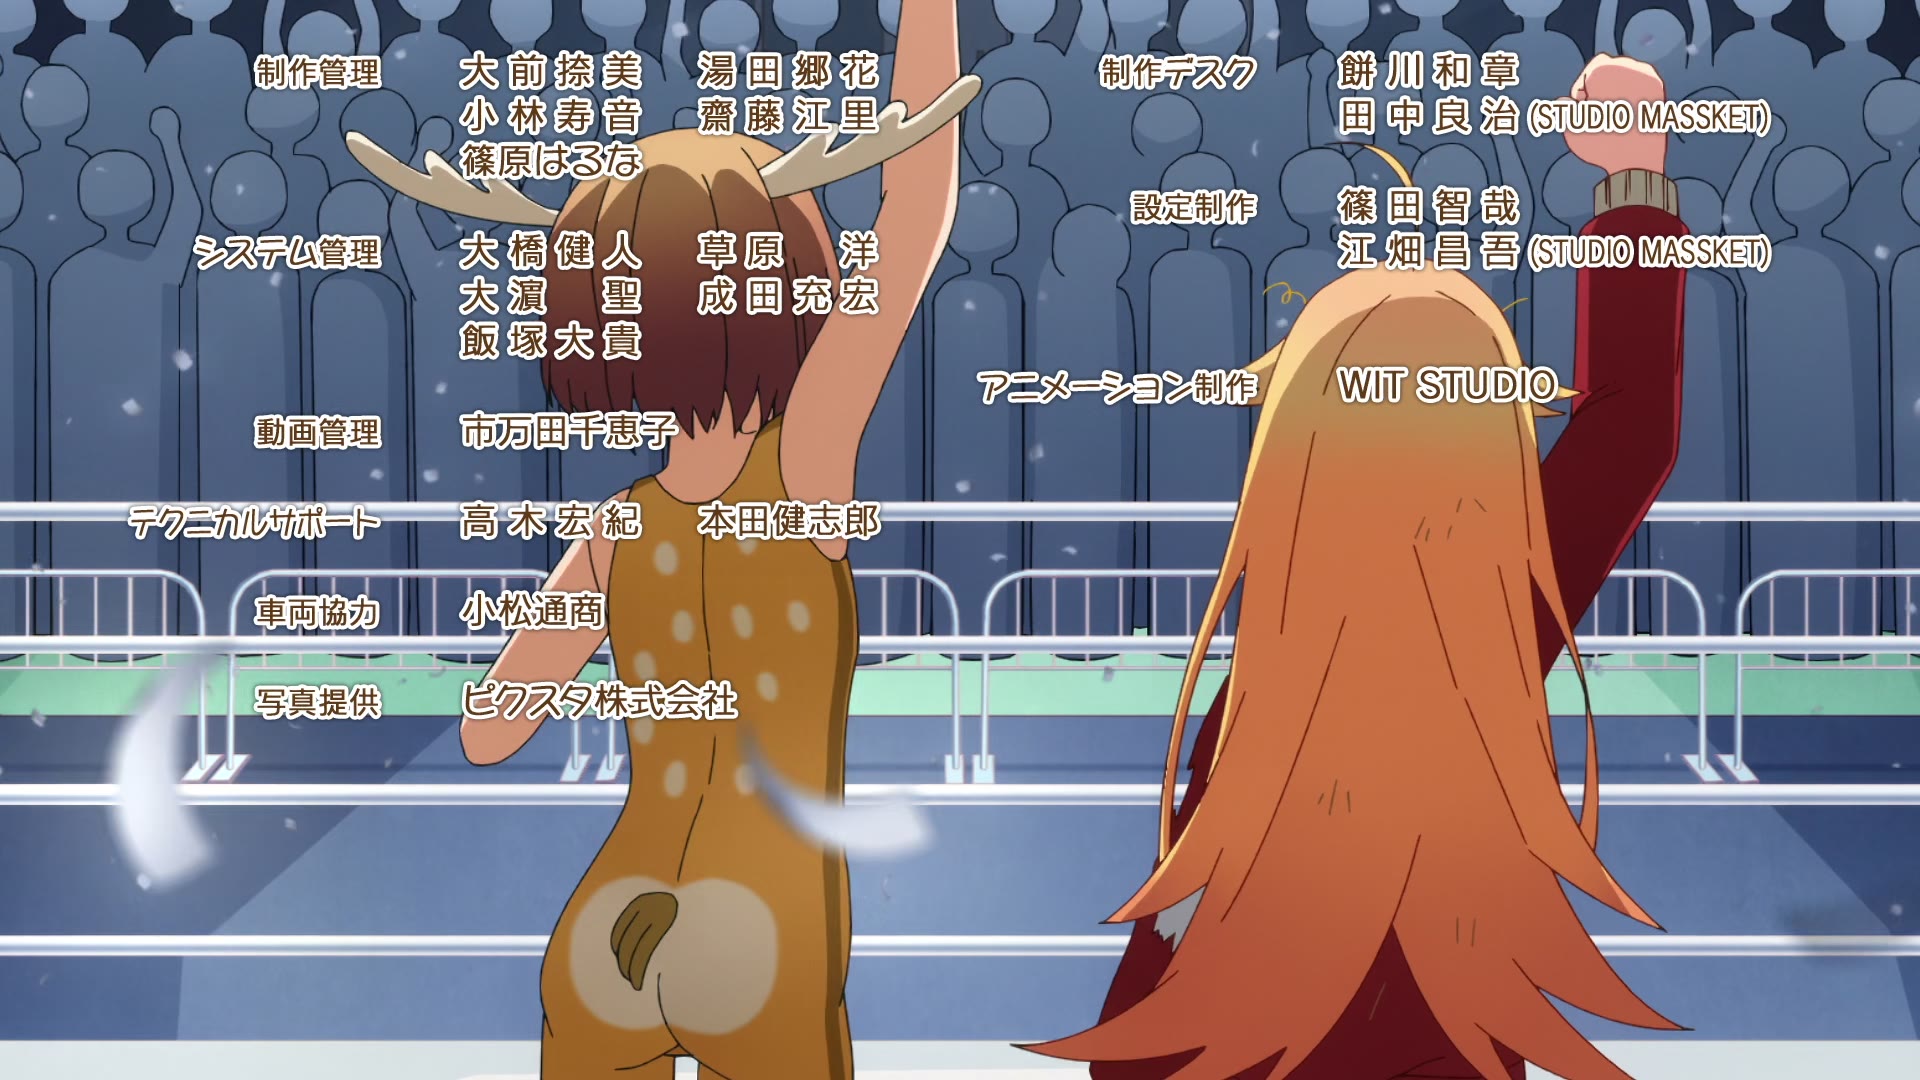 制作管理 大前捺美 湯田郷花
小林寿音 齋藤江里
篠原はるな
システム管理 大橋健人 草原 洋
大濵 聖 成田充宏
飯塚大貴
動画管理 市万田千恵子
テクニカルサポート 高木宏紀 本田健志郎
車両協力 小松通商
写真提供 ピクスタ株式会社
制作デスク 餅川和章
田中良治(STUDIO MASSKET)
設定制作 篠田智哉
江畑昌吾(STUDIO MASSKET)
アニメーション制作 WIT STUDIO